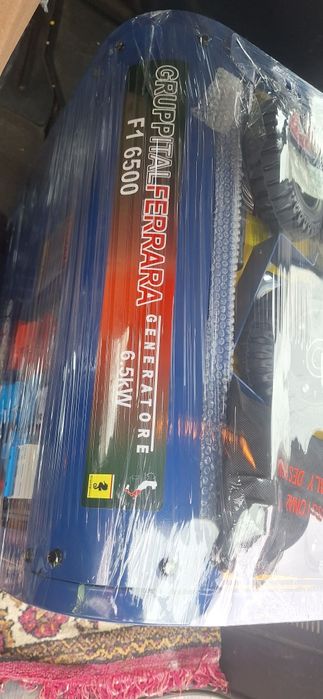 GRUPPITALFERRARA GENERATORE
F1 6500 6.5kW